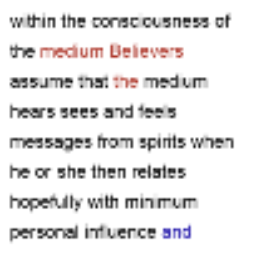 within the consciousness of
the medium Believers
assume that the medium
hears sees and feels
messages from spirits when
he or she then relates
hopefully with minimum
personal influence and